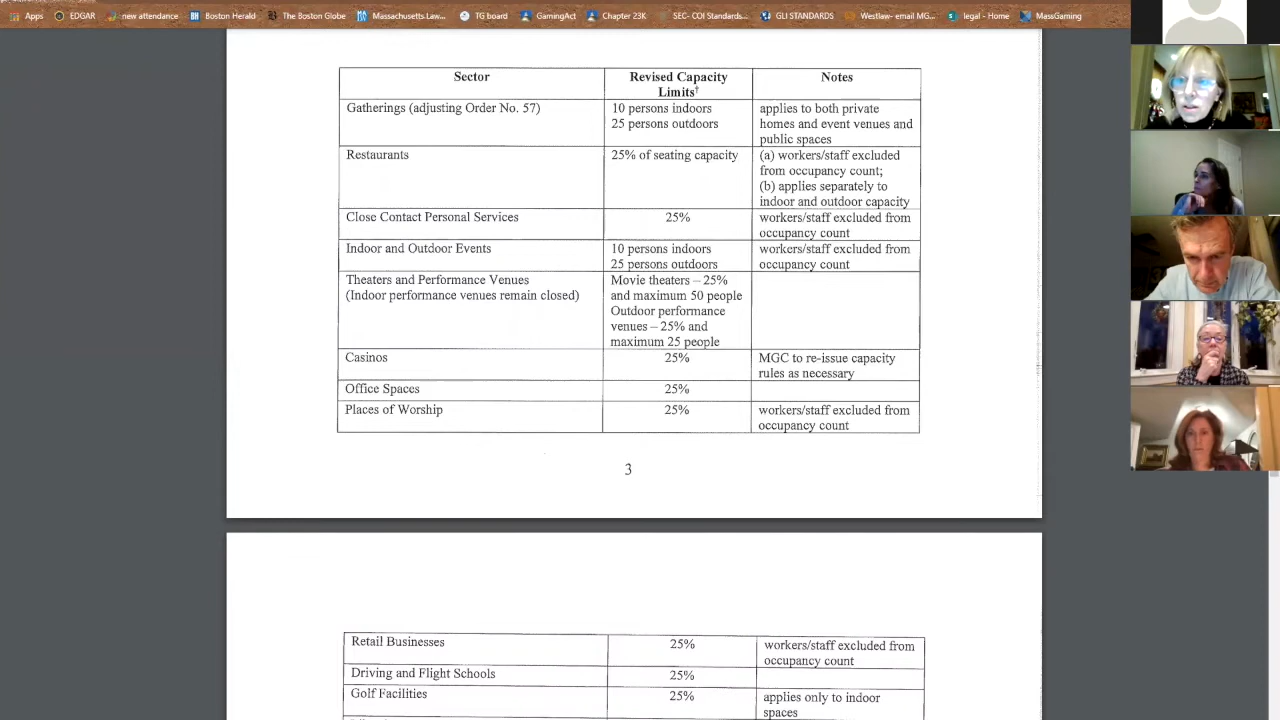 Apps EDGAR new attendance Boston Herald The Boston Globe Massachusetts Law... TG board GamingAct Chapter 23K SEC- COI Standards... GLI STANDARDS Westlaw- email MG... legal - Home MassGaming
Sector Revised Capacity Limits† Notes
Gatherings (adjusting Order No. 57) 10 persons indoors applies to both private
25 persons outdoors homes and event venues and
public spaces
Restaurants 25% of seating capacity (a) workers/staff excluded
from occupancy count;
(b) applies separately to
indoor and outdoor capacity
Close Contact Personal Services 25% workers/staff excluded from
occupancy count
Indoor and Outdoor Events 10 persons indoors workers/staff excluded from
25 persons outdoors occupancy count
Theaters and Performance Venues Movie theaters – 25%
(Indoor performance venues remain closed) and maximum 50 people
Outdoor performance
venues – 25% and
maximum 25 people
Casinos 25% MGC to re-issue capacity
rules as necessary
Office Spaces 25%
Places of Worship 25% workers/staff excluded from
occupancy count
3
Retail Businesses 25% workers/staff excluded from
occupancy count
Driving and Flight Schools 25%
Golf Facilities 25% applies only to indoor
spaces